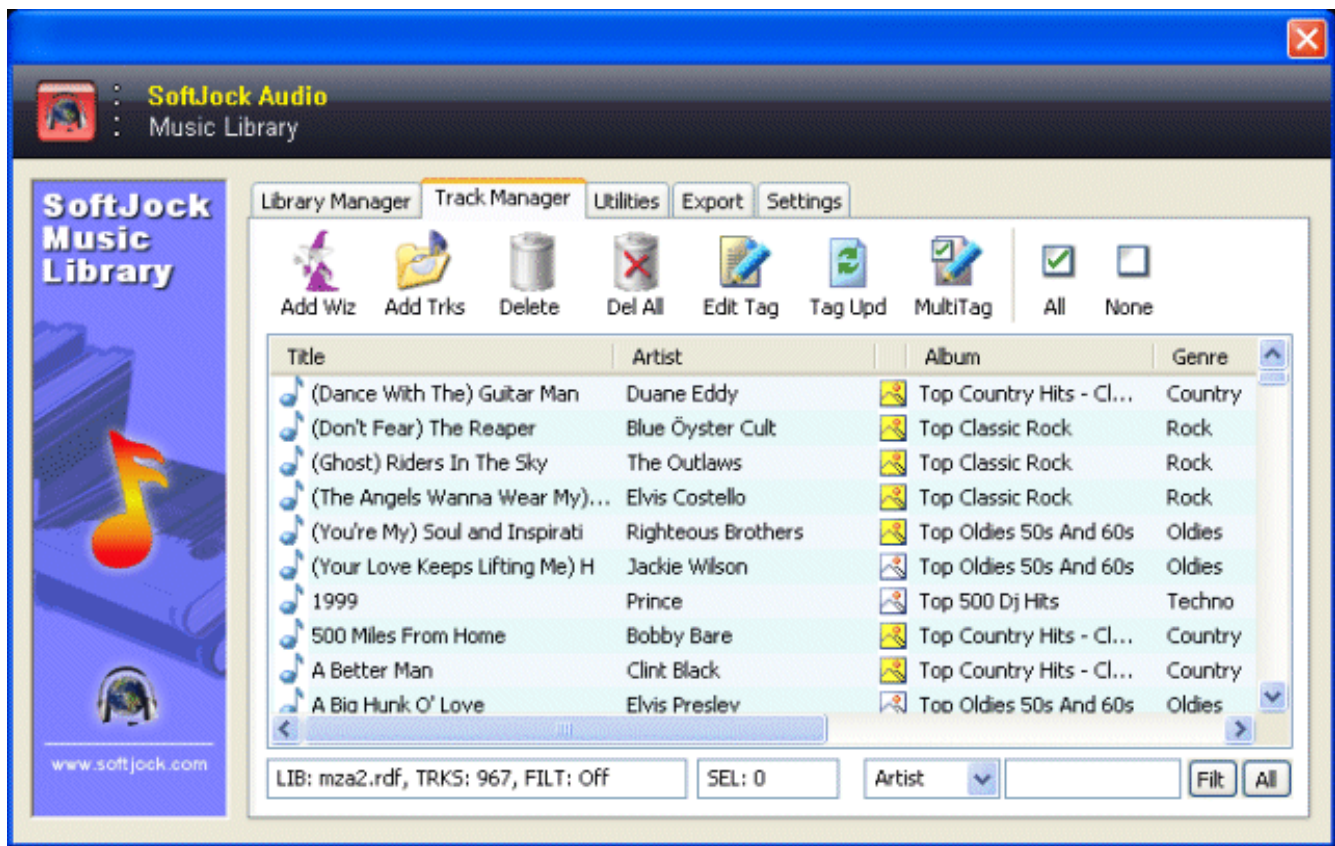 SoftJock Audio
Music Library
SoftJock
Music
Library
www.softjock.com
Library Manager Track Manager Utilities Export Settings
Add Wiz Add Trks Delete Del All Edit Tag Tag Upd MultiTag All None
Title Artist Album Genre
(Dance With The) Guitar Man Duane Eddy Top Country Hits - Cl... Country
(Don't Fear) The Reaper Blue Öyster Cult Top Classic Rock Rock
(Ghost) Riders In The Sky The Outlaws Top Classic Rock Rock
(The Angels Wanna Wear My)... Elvis Costello Top Classic Rock Rock
(You're My) Soul and Inspirati Righteous Brothers Top Oldies 50s And 60s Oldies
(Your Love Keeps Lifting Me) H Jackie Wilson Top Oldies 50s And 60s Oldies
1999 Prince Top 500 Dj Hits Techno
500 Miles From Home Bobby Bare Top Country Hits - Cl... Country
A Better Man Clint Black Top Country Hits - Cl... Country
A Big Hunk O' Love Elvis Presley Top Oldies 50s And 60s Oldies
LIB: mza2.rdf, TRKS: 967, FILT: Off SEL: 0 Artist Filt All